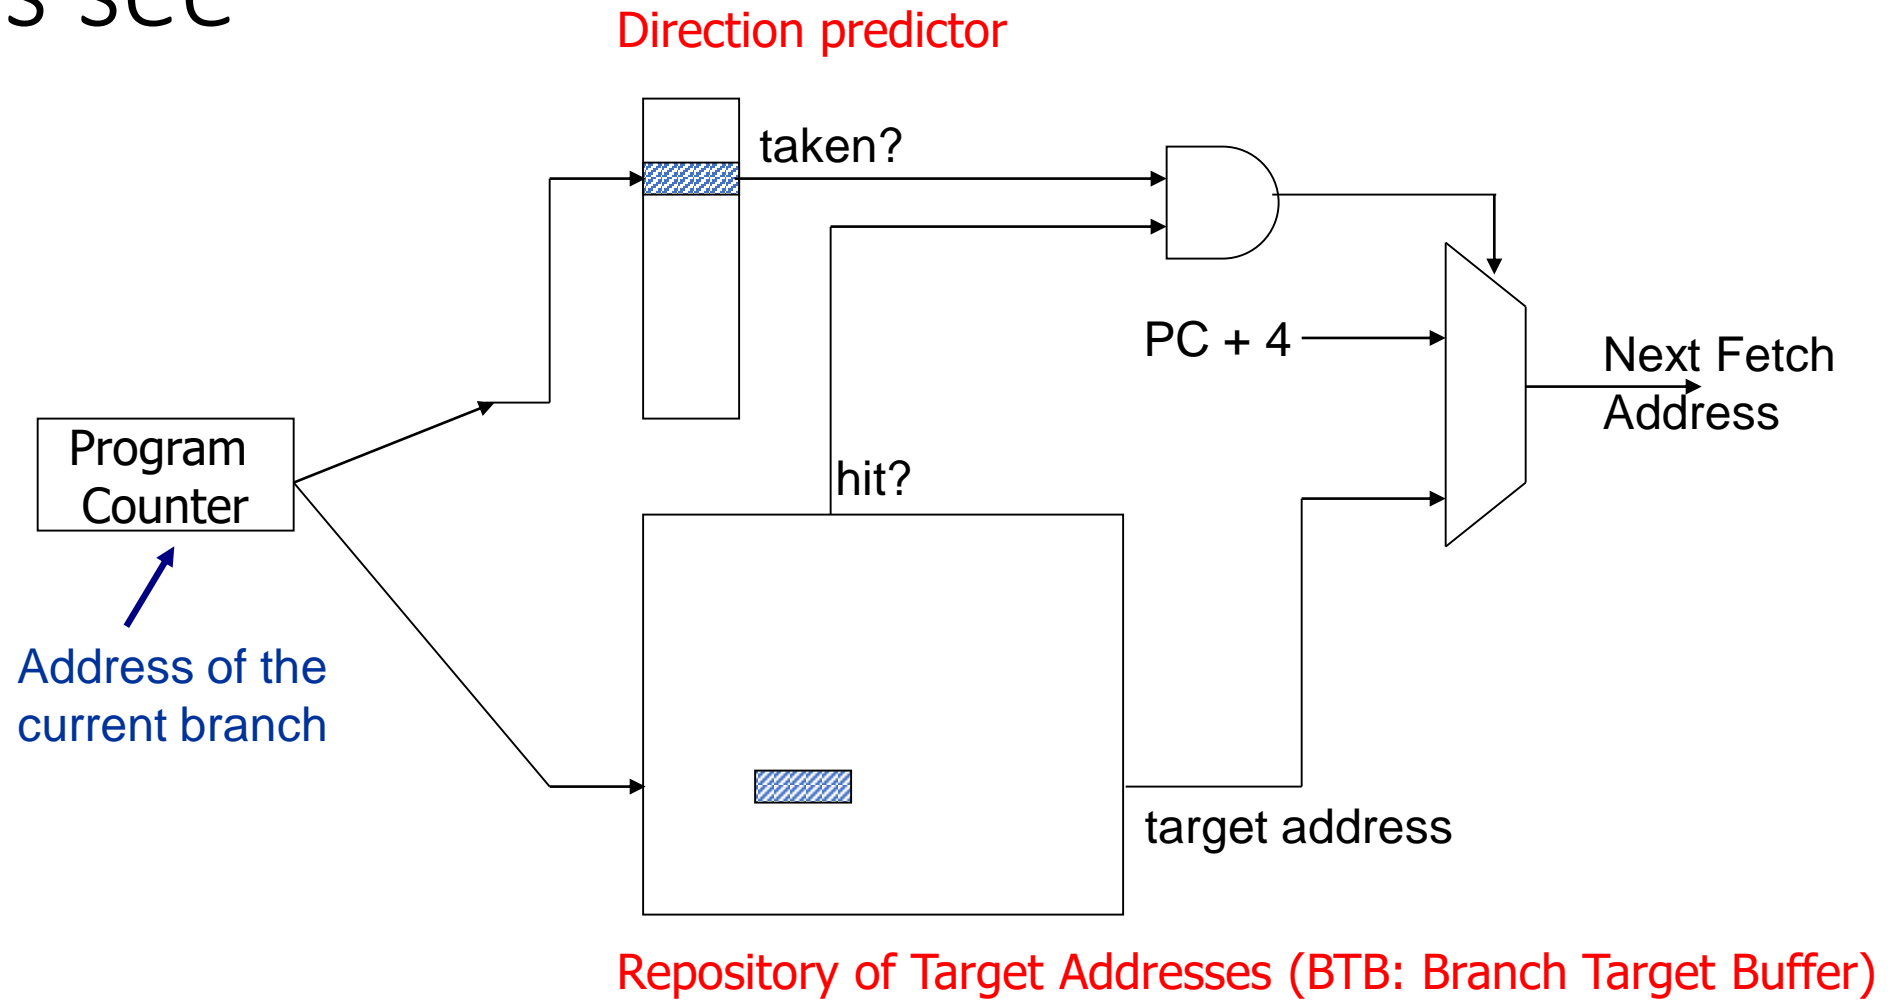 Direction predictor
taken?
PC + 4
Next Fetch
Address
Program
Counter
hit?
Address of the
current branch
target address
Repository of Target Addresses (BTB: Branch Target Buffer)